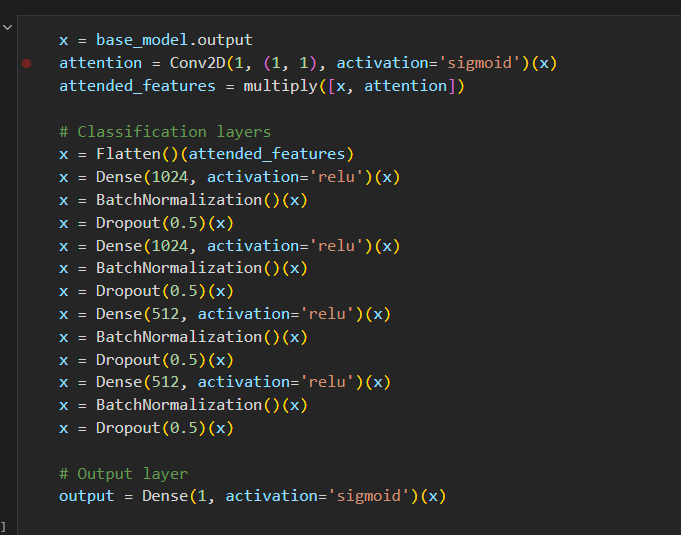 x = base_model.output
attention = Conv2D(1, (1, 1), activation='sigmoid')(x)
attended_features = multiply([x, attention])
# Classification layers
x = Flatten()(attended_features)
x = Dense(1024, activation='relu')(x)
x = BatchNormalization()(x)
x = Dropout(0.5)(x)
x = Dense(1024, activation='relu')(x)
x = BatchNormalization()(x)
x = Dropout(0.5)(x)
x = Dense(512, activation='relu')(x)
x = BatchNormalization()(x)
x = Dropout(0.5)(x)
x = Dense(512, activation='relu')(x)
x = BatchNormalization()(x)
x = Dropout(0.5)(x)
# Output layer
output = Dense(1, activation='sigmoid')(x)
]